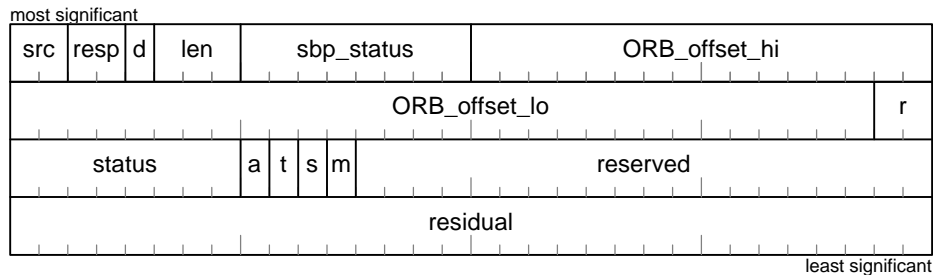 most significant
src resp d len sbp_status ORB_offset_hi
ORB_offset_lo r
status a t s m reserved
residual
least significant